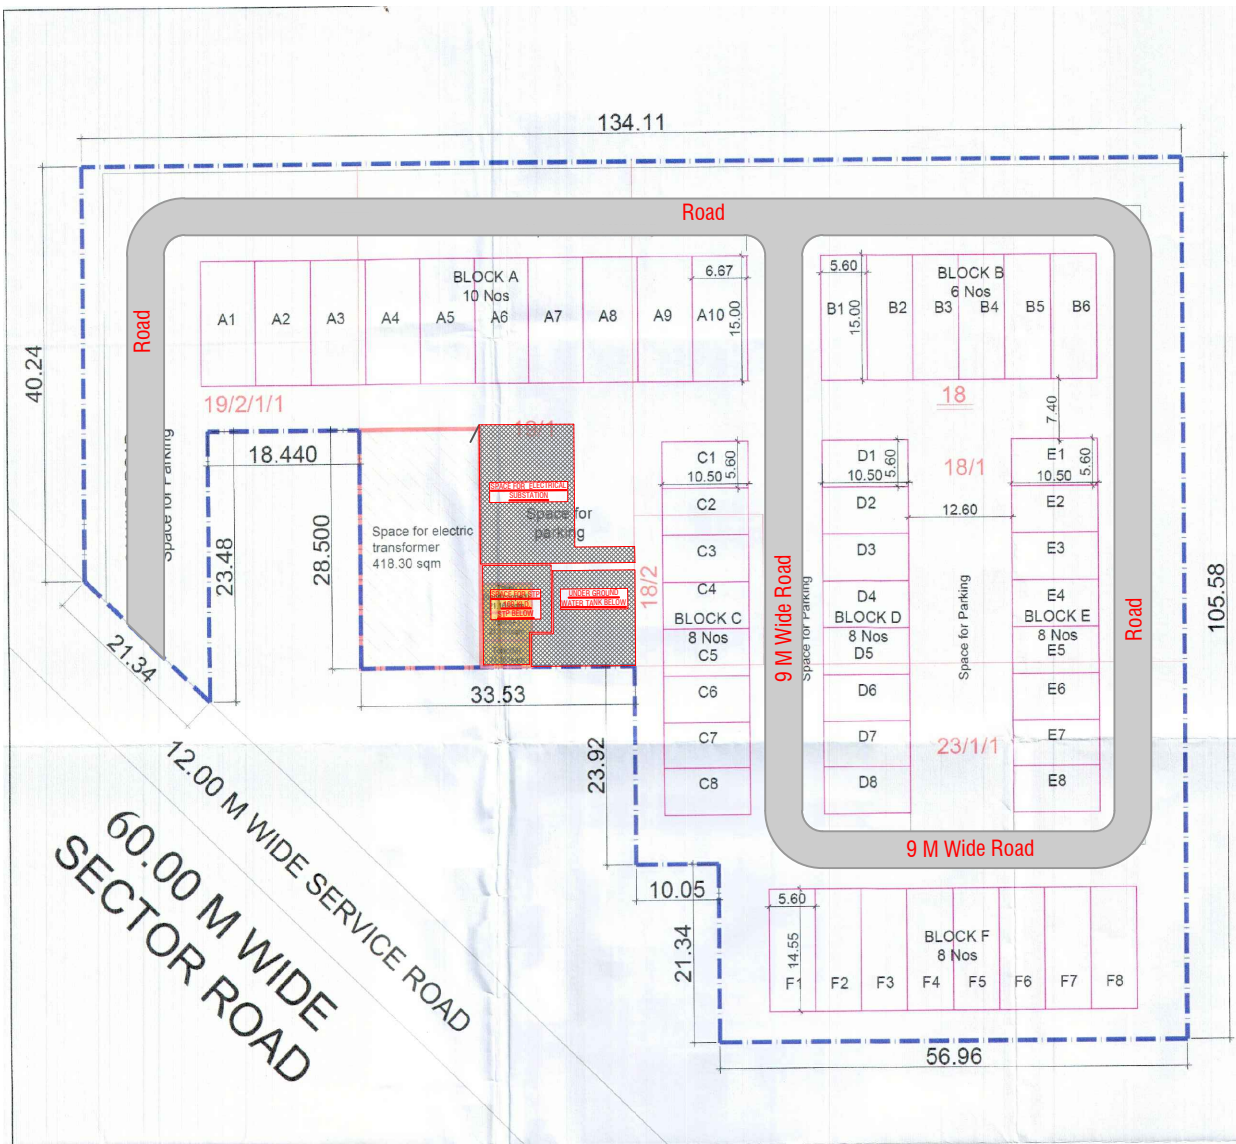 134.11
Road
BLOCK A
10 Nos
6.67
15.00
A1 A2 A3 A4 A5 A6 A7 A8 A9 A10
5.60
15.00
BLOCK B
6 Nos
B1 B2 B3 B4 B5 B6
Road
40.24
19/2/1/1
18
7.40
18.440
23.48
28.500
Space for Parking
Space for electric
transformer
418.30 sqm
SPACE FOR ELECTRICAL
SUBSTATION
Space for
parking
SPACE FOR STP
STP BELOW
UNDER GROUND
WATER TANK BELOW
18/2
C1
10.50
5.60
C2
C3
C4
BLOCK C
8 Nos
C5
C6
C7
C8
9 M Wide Road
Space for Parking
D1
10.50
5.60
D2
D3
D4
BLOCK D
8 Nos
D5
D6
D7
D8
18/1
12.60
Space for Parking
23/1/1
E1
10.50
5.60
E2
E3
E4
BLOCK E
8 Nos
E5
E6
E7
E8
Road
105.58
21.34
33.53
23.92
12.00 M WIDE SERVICE ROAD
60.00 M WIDE
SECTOR ROAD
9 M Wide Road
10.05
21.34
5.60
14.55
BLOCK F
8 Nos
F1 F2 F3 F4 F5 F6 F7 F8
56.96